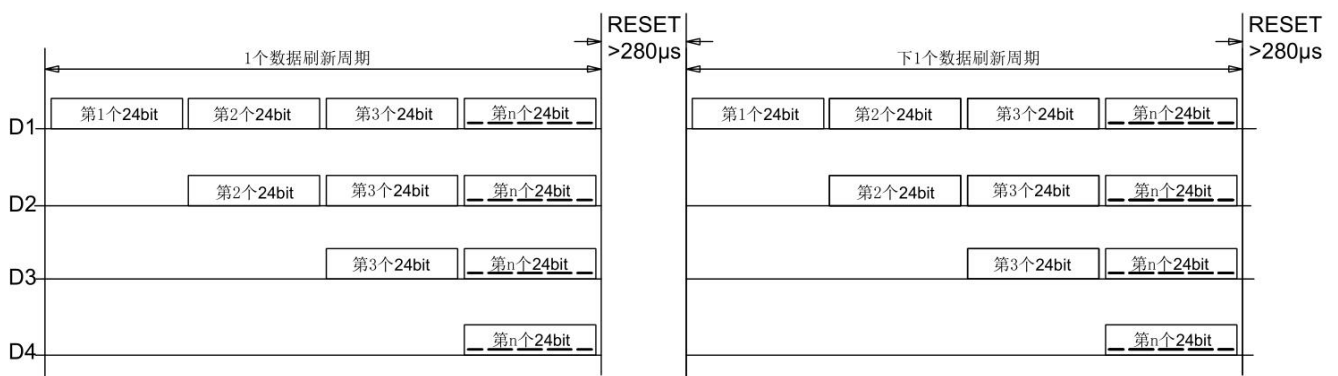 RESET
>280μs
1个数据刷新周期
RESET
>280μs
下1个数据刷新周期
D1 第1个24bit 第2个24bit 第3个24bit 第n个24bit 第1个24bit 第2个24bit 第3个24bit 第n个24bit
D2 第2个24bit 第3个24bit 第n个24bit 第2个24bit 第3个24bit 第n个24bit
D3 第3个24bit 第n个24bit 第3个24bit 第n个24bit
D4 第n个24bit 第n个24bit